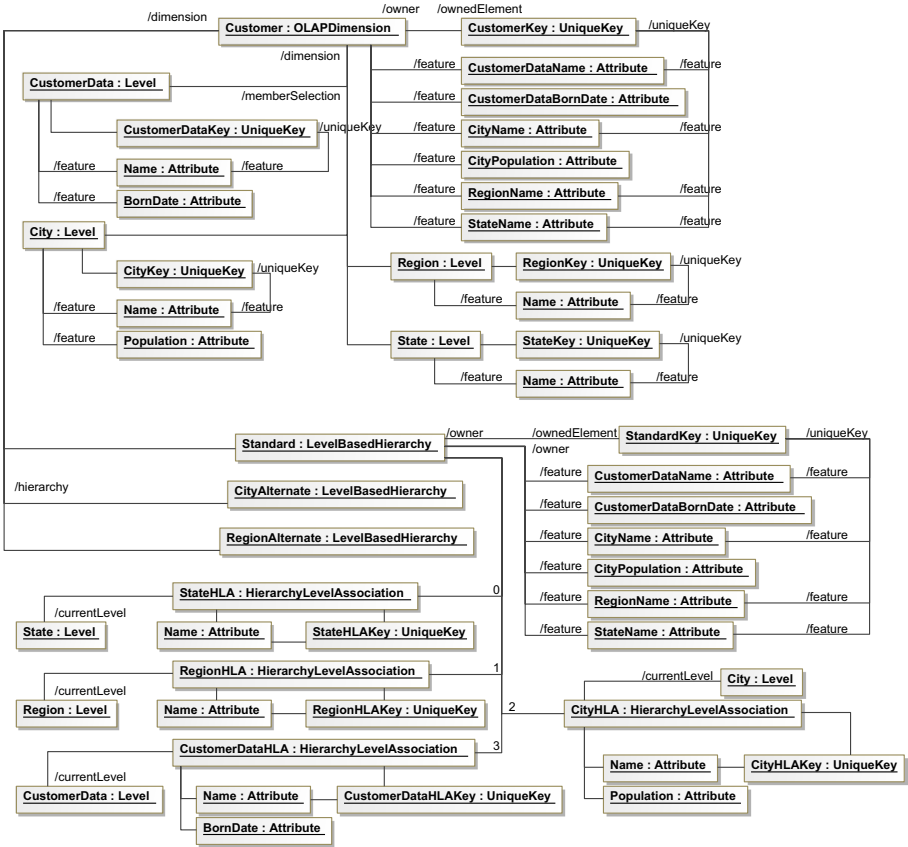 /dimension /owner /ownedElement
Customer : OLAPDimension CustomerKey : UniqueKey /uniqueKey
/dimension
/feature CustomerDataName : Attribute /feature
CustomerData : Level
/memberSelection
/feature CustomerDataBornDate : Attribute
CustomerDataKey : UniqueKey /uniqueKey
/feature CityName : Attribute /feature
/feature Name : Attribute /feature
/feature CityPopulation : Attribute
/feature BornDate : Attribute
/feature RegionName : Attribute /feature
City : Level
/feature StateName : Attribute /feature
CityKey : UniqueKey /uniqueKey
Region : Level RegionKey : UniqueKey /uniqueKey
/feature Name : Attribute /feature
/feature Name : Attribute /feature
/feature Population : Attribute
State : Level StateKey : UniqueKey /uniqueKey
/feature Name : Attribute /feature
Standard : LevelBasedHierarchy /owner /ownedElement StandardKey : UniqueKey /uniqueKey
/owner
/feature CustomerDataName : Attribute /feature
/hierarchy CityAlternate : LevelBasedHierarchy
/feature CustomerDataBornDate : Attribute
RegionAlternate : LevelBasedHierarchy
/feature CityName : Attribute /feature
/feature CityPopulation : Attribute
StateHLA : HierarchyLevelAssociation 0
/feature RegionName : Attribute /feature
/currentLevel
State : Level Name : Attribute StateHLAKey : UniqueKey
/feature StateName : Attribute /feature
RegionHLA : HierarchyLevelAssociation 1
/currentLevel
Region : Level Name : Attribute RegionHLAKey : UniqueKey
/currentLevel City : Level
2 CityHLA : HierarchyLevelAssociation
CustomerDataHLA : HierarchyLevelAssociation 3
/currentLevel
CustomerData : Level Name : Attribute CustomerDataHLAKey : UniqueKey
BornDate : Attribute
Name : Attribute CityHLAKey : UniqueKey
Population : Attribute